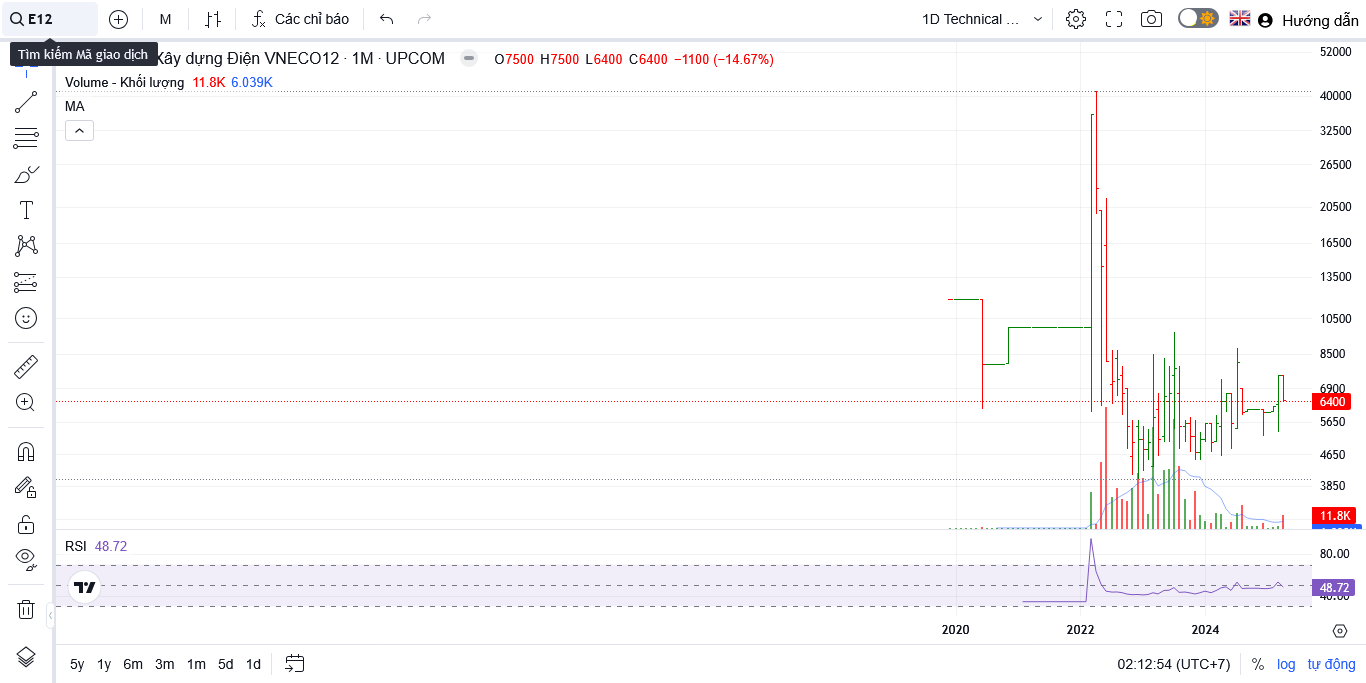 E12 M Các chỉ báo 1D Technical ... Hướng dẫn
Tìm kiếm Mã giao dịch
Xây dựng Điện VNECO12 · 1M · UPCOM O7500 H7500 L6400 C6400 −1100 (−14.67%)
Volume - Khối lượng 11.8K 6.039K
MA
52000
40000
32500
26500
20500
16500
13500
10500
8500
6900
6400
5650
4650
3850
11.8K
RSI 48.72
80.00
48.72
40.00
2020 2022 2024
5y 1y 6m 3m 1m 5d 1d 02:12:54 (UTC+7) % log tự động